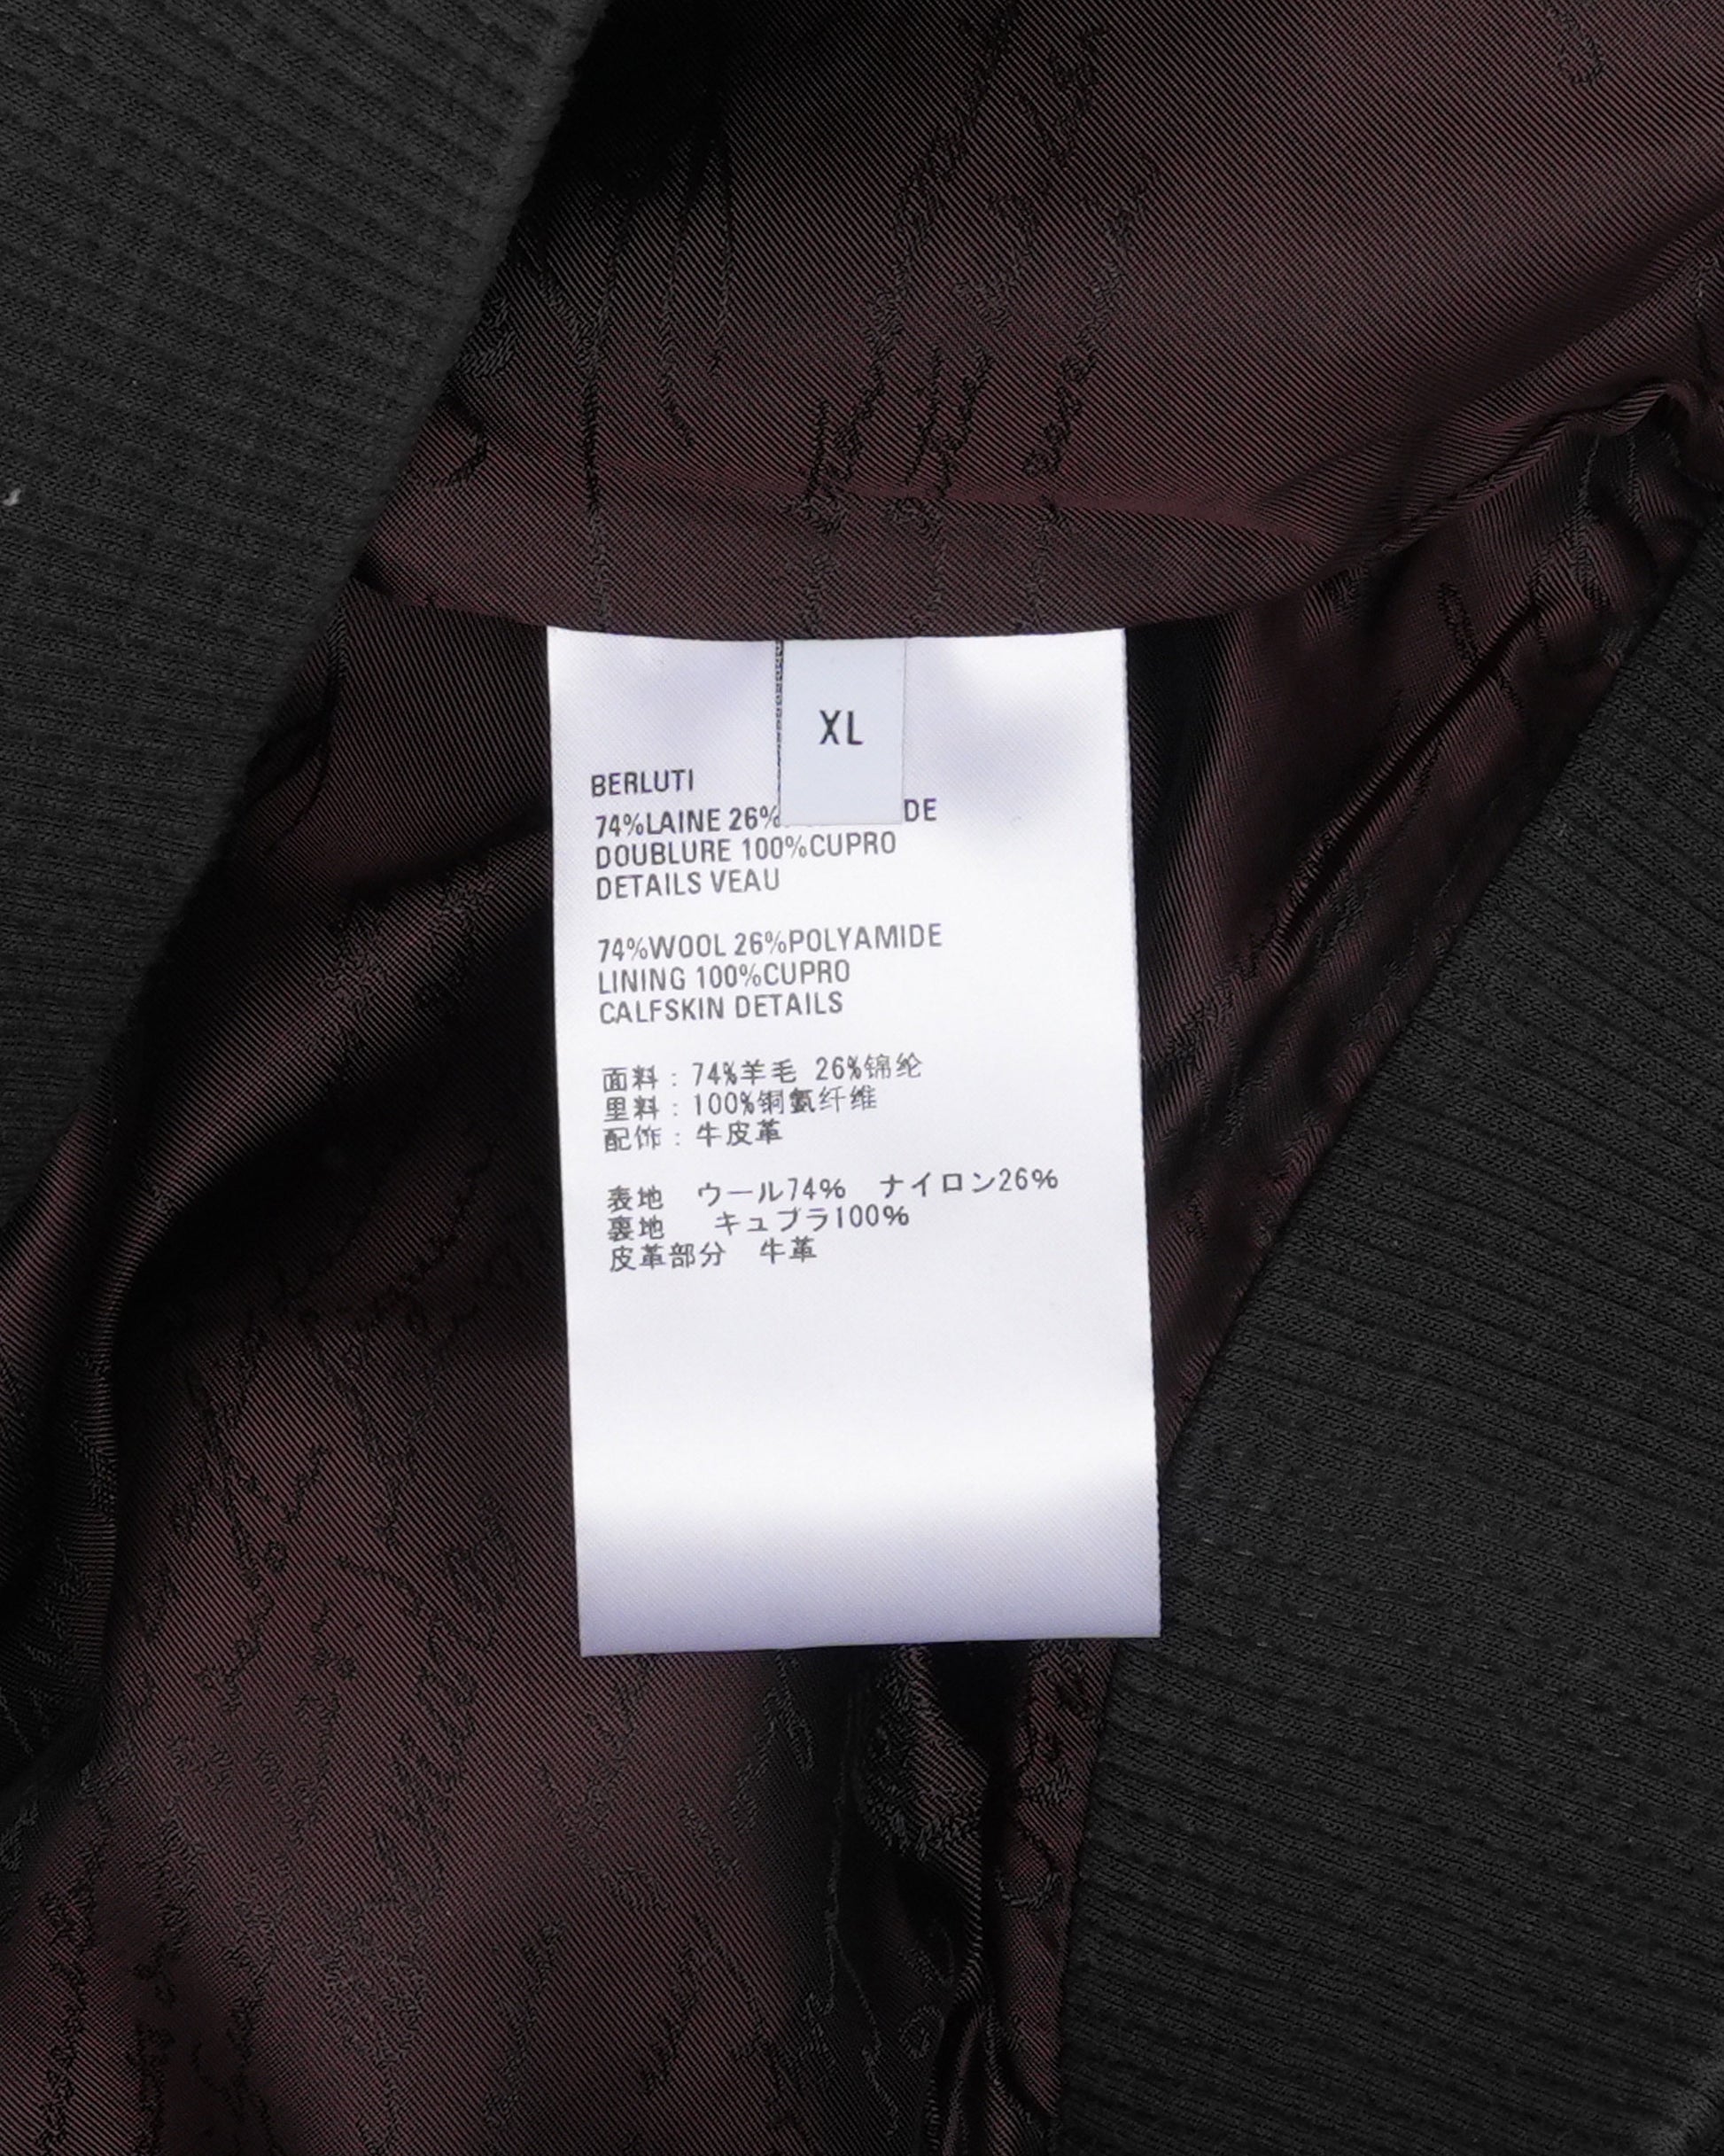 XL
BERLUTI
74%LAINE 26% DE
DOUBLURE 100%CUPRO
DETAILS VEAU
74%WOOL 26%POLYAMIDE
LINING 100%CUPRO
CALFSKIN DETAILS
面料：74%羊毛 26%锦纶
里料：100%铜氨纤维
配饰：牛皮革
表地 ウール74% ナイロン26%
裏地 キュプラ100%
皮革部分 牛革